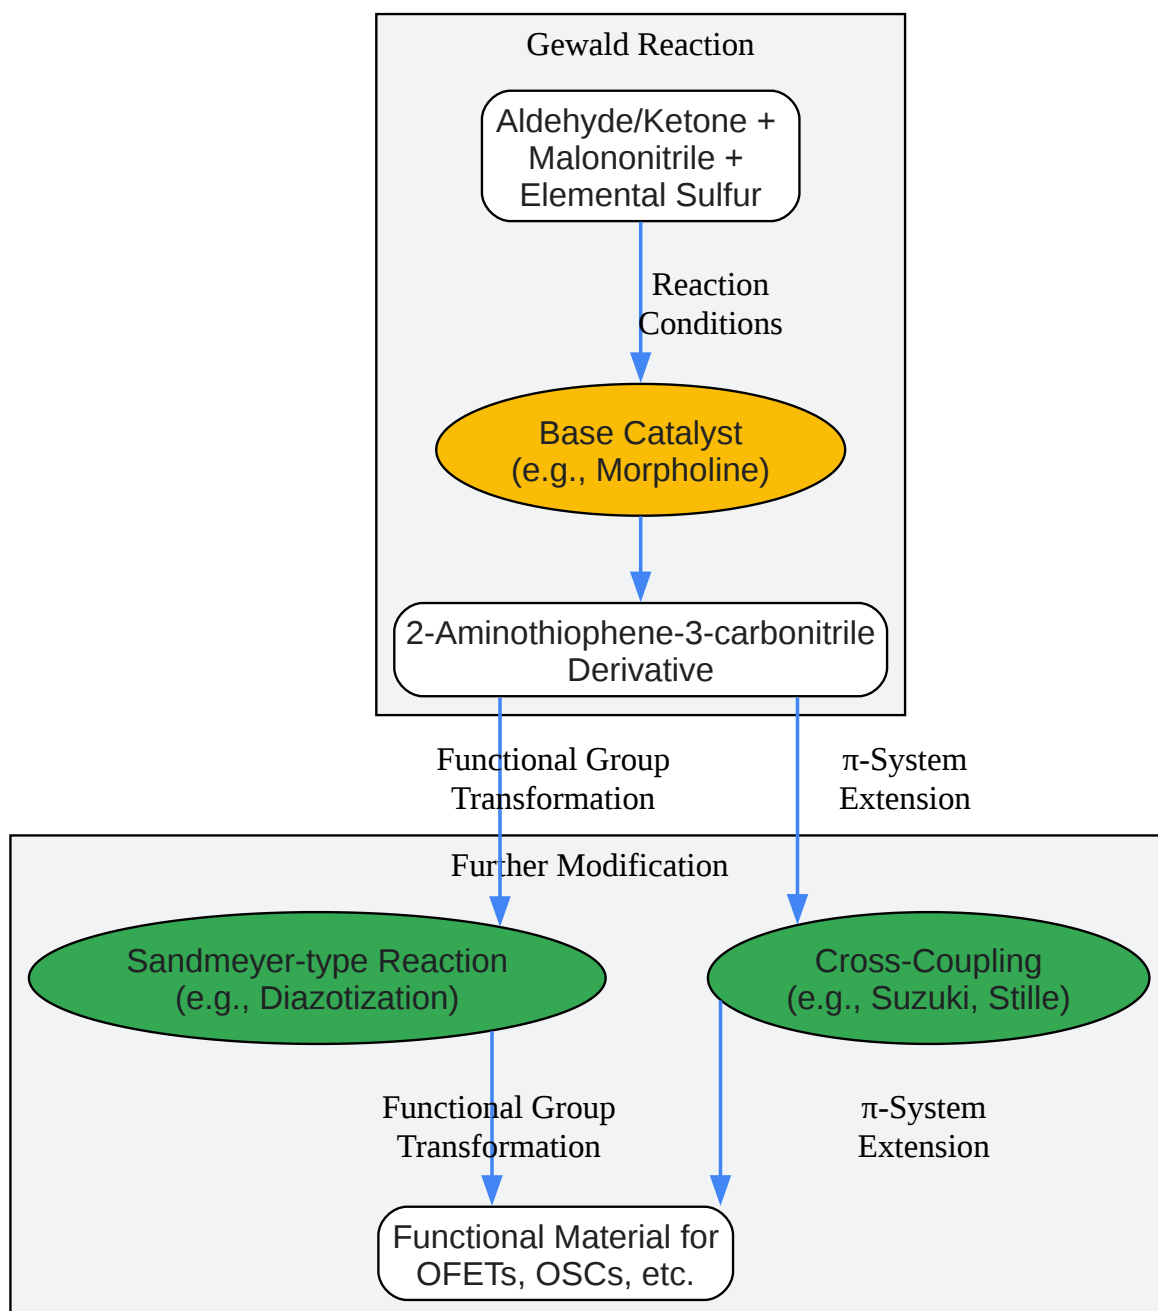 Gewald Reaction
Aldehyde/Ketone +
Malononitrile +
Elemental Sulfur
Reaction
Conditions
Base Catalyst
(e.g., Morpholine)
2-Aminothiophene-3-carbonitrile
Derivative
Functional Group
Transformation
π-System
Extension
Further Modification
Sandmeyer-type Reaction
(e.g., Diazotization)
Cross-Coupling
(e.g., Suzuki, Stille)
Functional Group
Transformation
π-System
Extension
Functional Material for
OFETs, OSCs, etc.